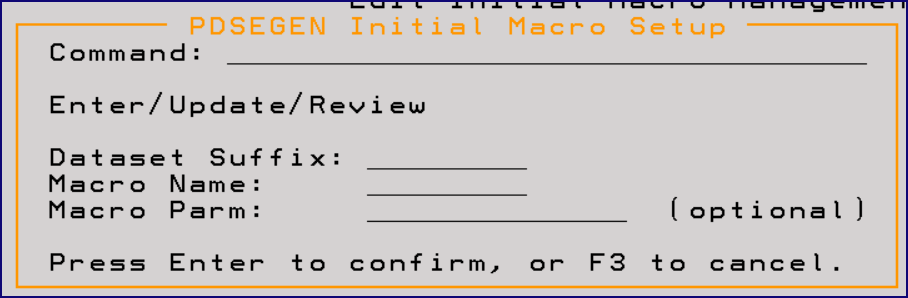 Edit Initial Macro Managemen
PDSEGEN Initial Macro Setup
Command:
Enter/Update/Review
Dataset Suffix:
Macro Name:
Macro Parm: (optional)
Press Enter to confirm, or F3 to cancel.